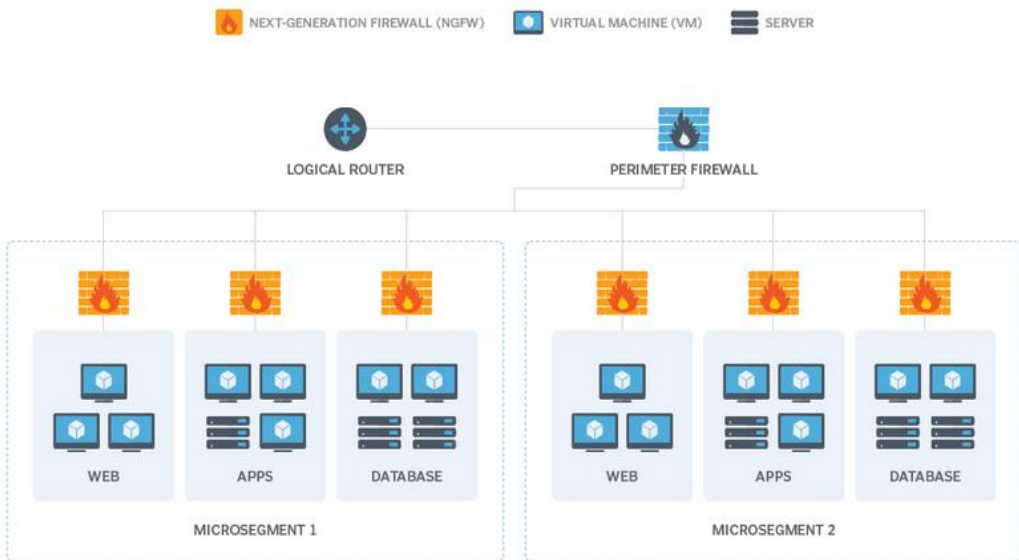 NEXT-GENERATION FIREWALL (NGFW) VIRTUAL MACHINE (VM) SERVER
LOGICAL ROUTER PERIMETER FIREWALL
WEB APPS DATABASE WEB APPS DATABASE
MICROSEGMENT 1 MICROSEGMENT 2